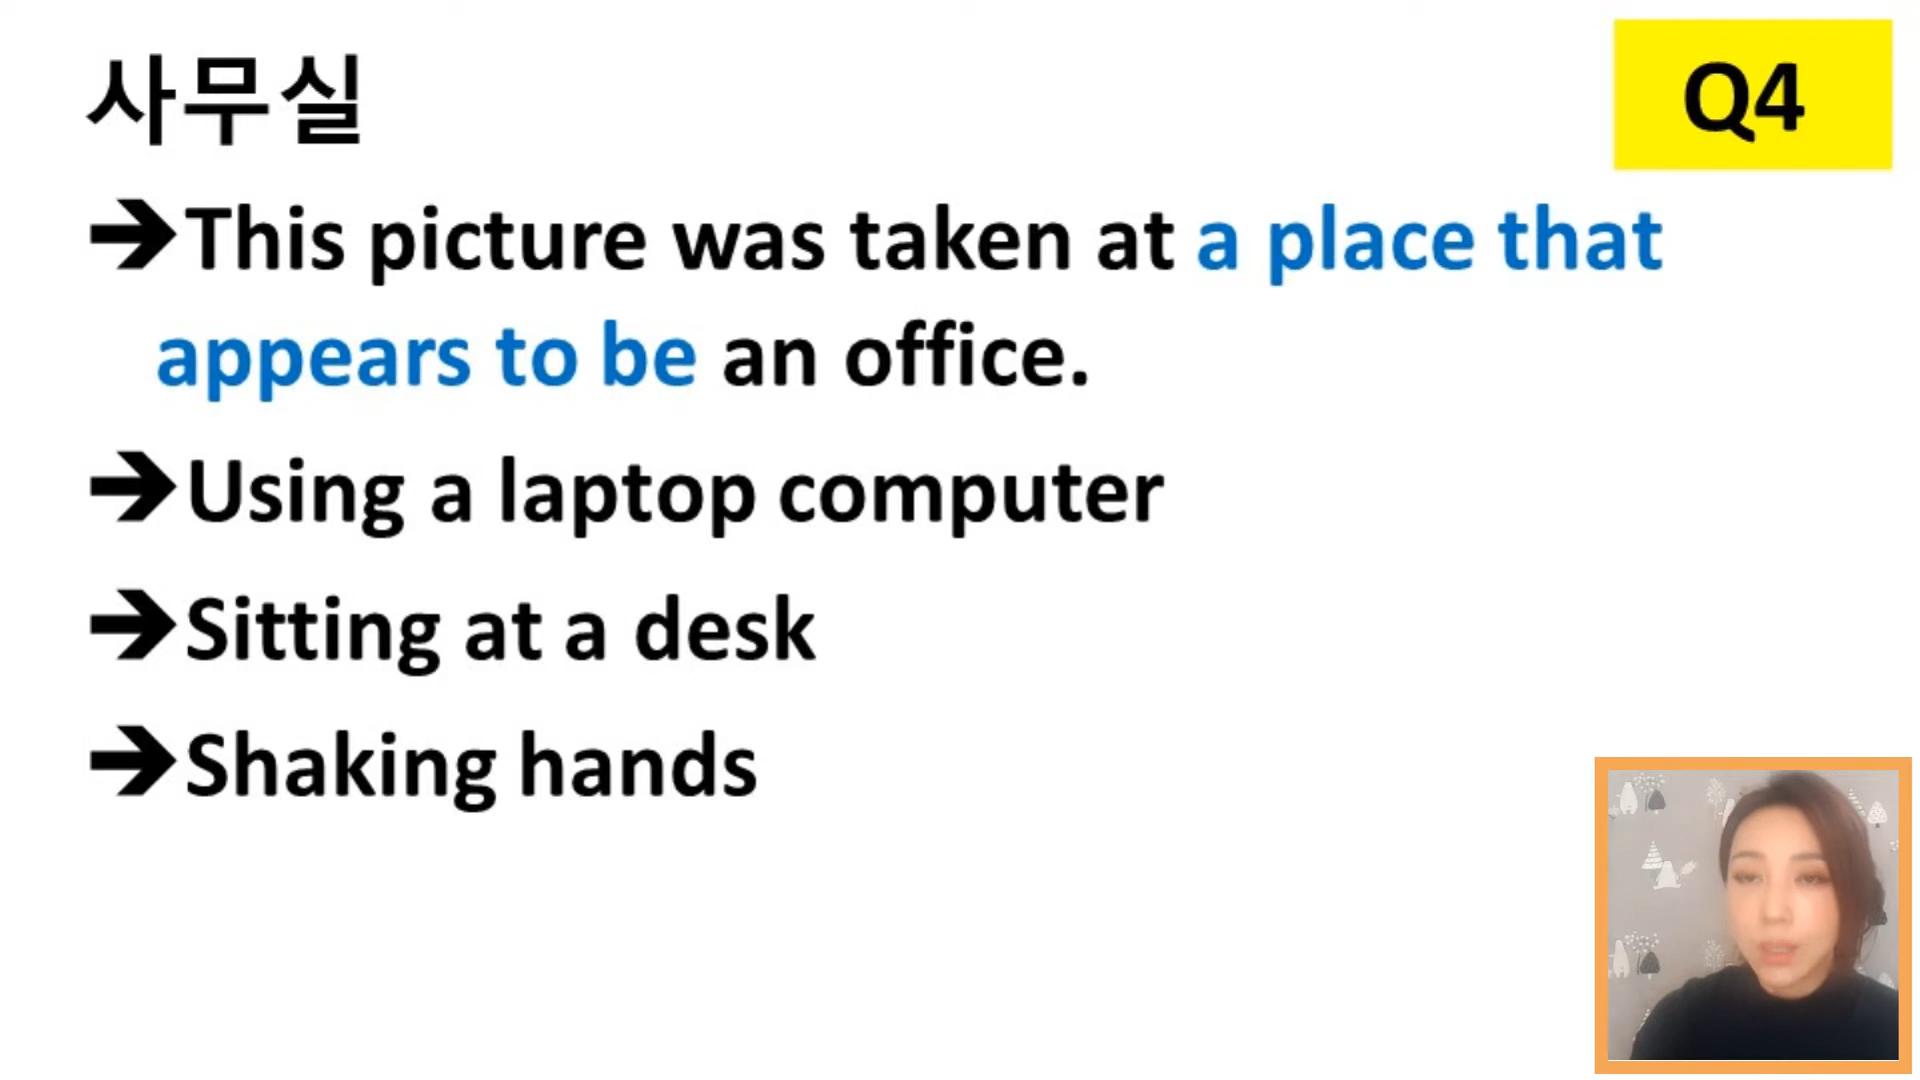 사무실
Q4
➔This picture was taken at a place that
appears to be an office.
➔Using a laptop computer
➔Sitting at a desk
➔Shaking hands